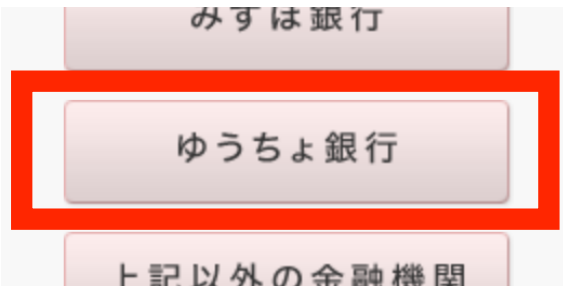 みずほ銀行
ゆうちょ銀行
上記以外の金融機関